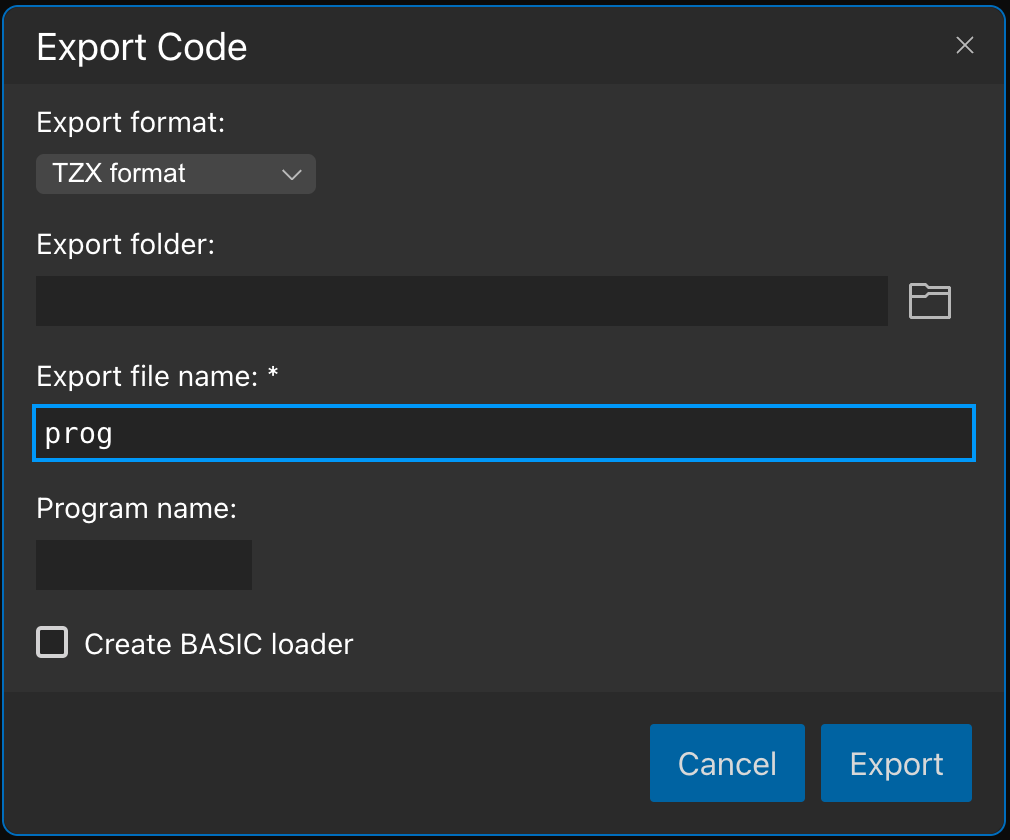 Export Code
Export format:
TZX format
Export folder:
Export file name: *
prog
Program name:
Create BASIC loader
Cancel Export